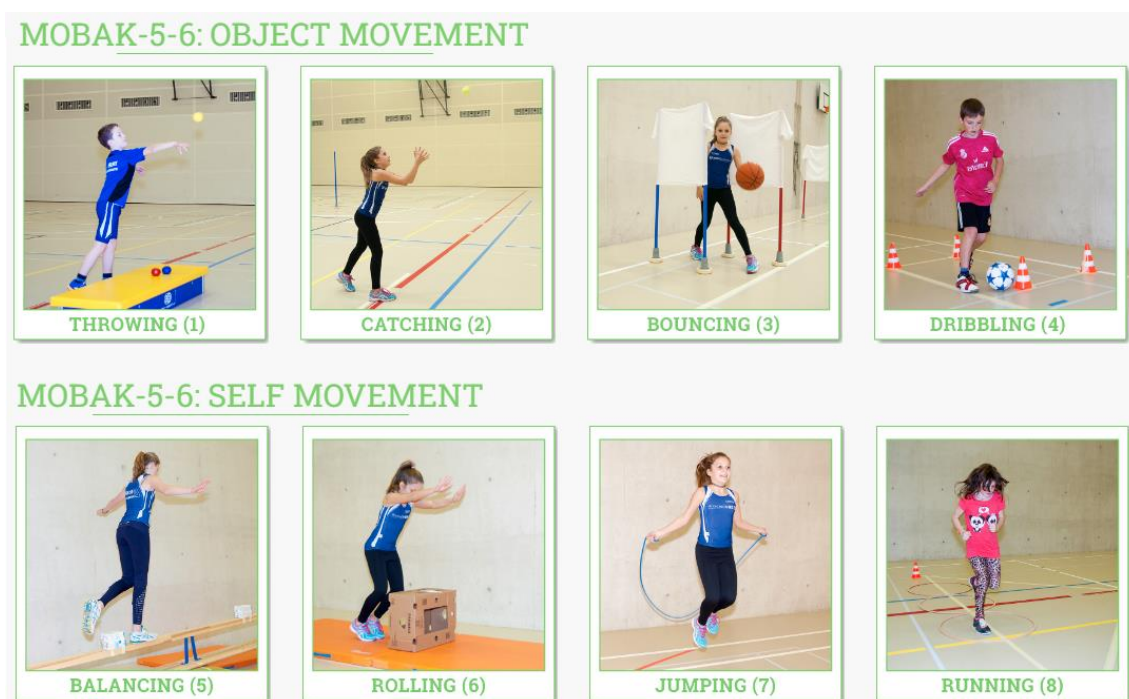 MOBAK-5-6: OBJECT MOVEMENT
THROWING (1)
CATCHING (2)
BOUNCING (3)
DRIBBLING (4)
MOBAK-5-6: SELF MOVEMENT
BALANCING (5)
ROLLING (6)
JUMPING (7)
RUNNING (8)